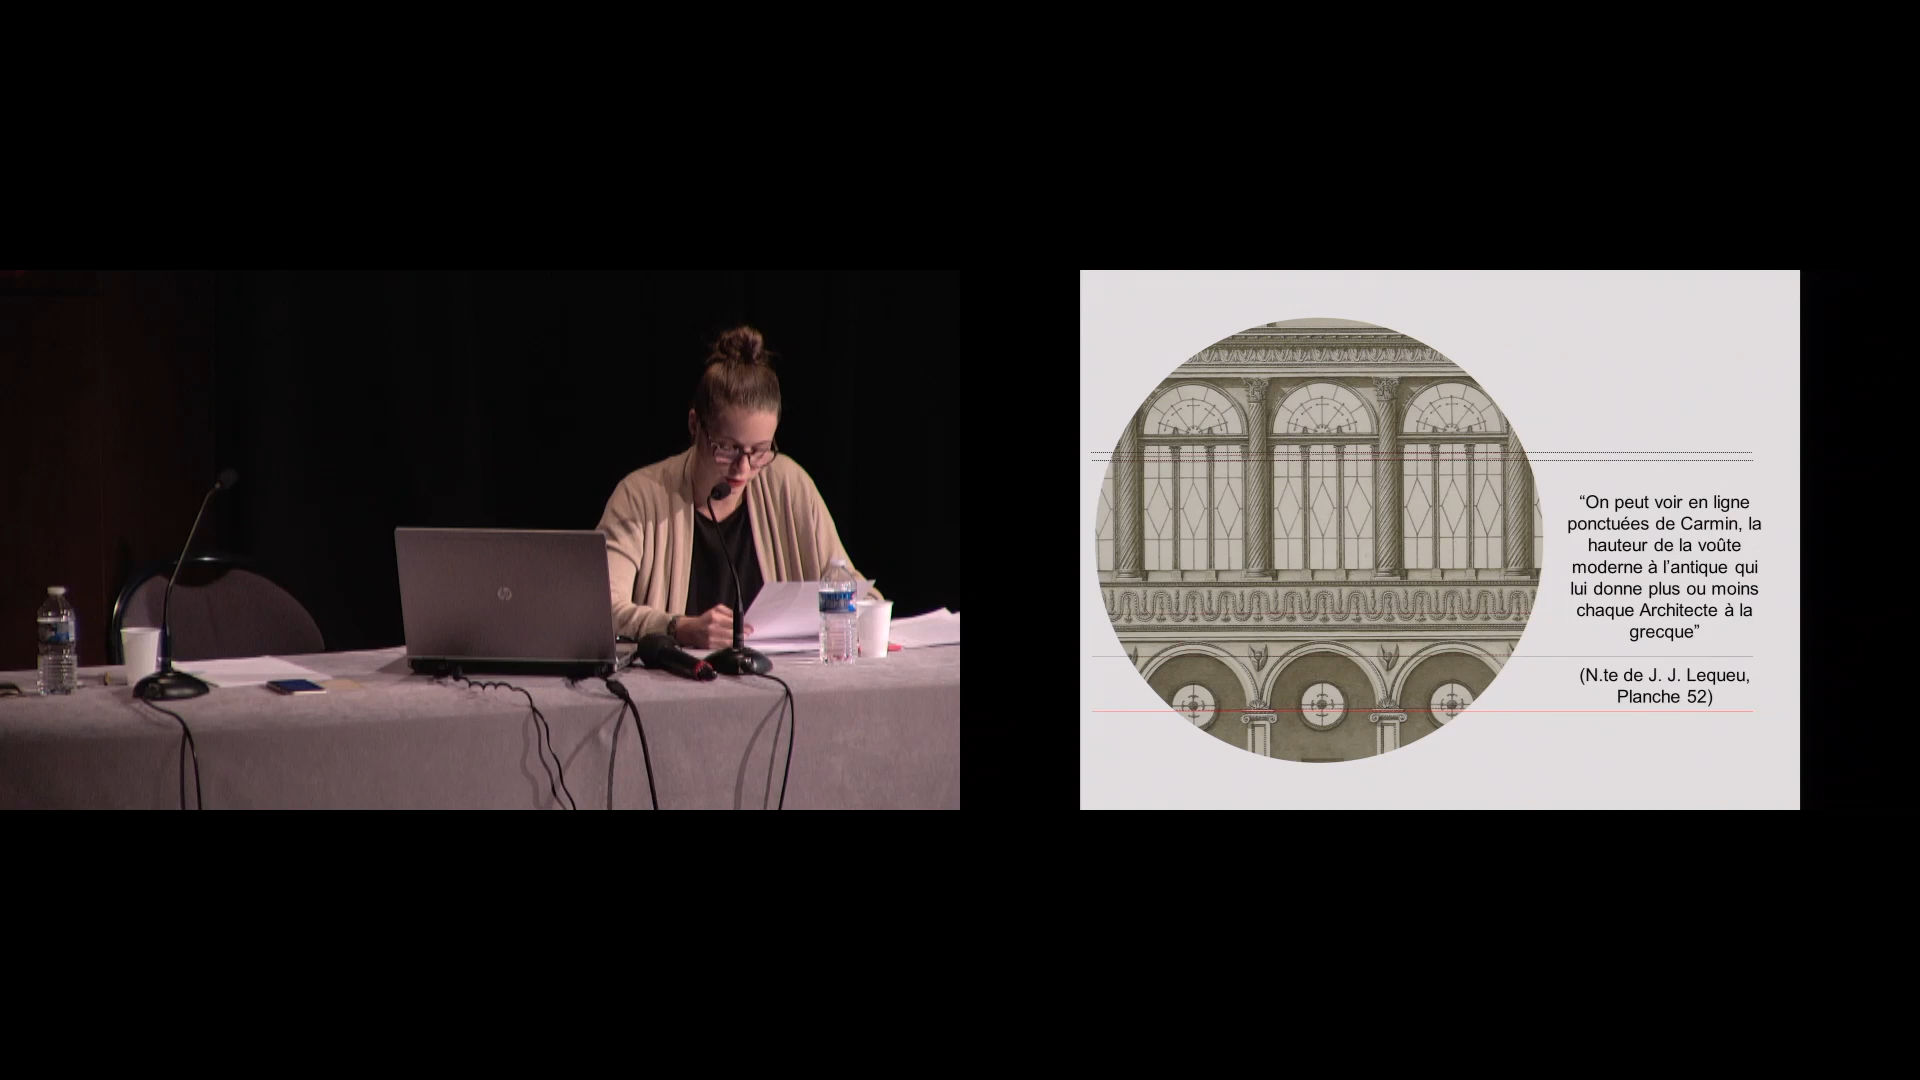 “On peut voir en ligne
ponctuées de Carmin, la
hauteur de la voûte
moderne à l’antique qui
lui donne plus ou moins
chaque Architecte à la
grecque”
(N.te de J. J. Lequeu,
Planche 52)
hp